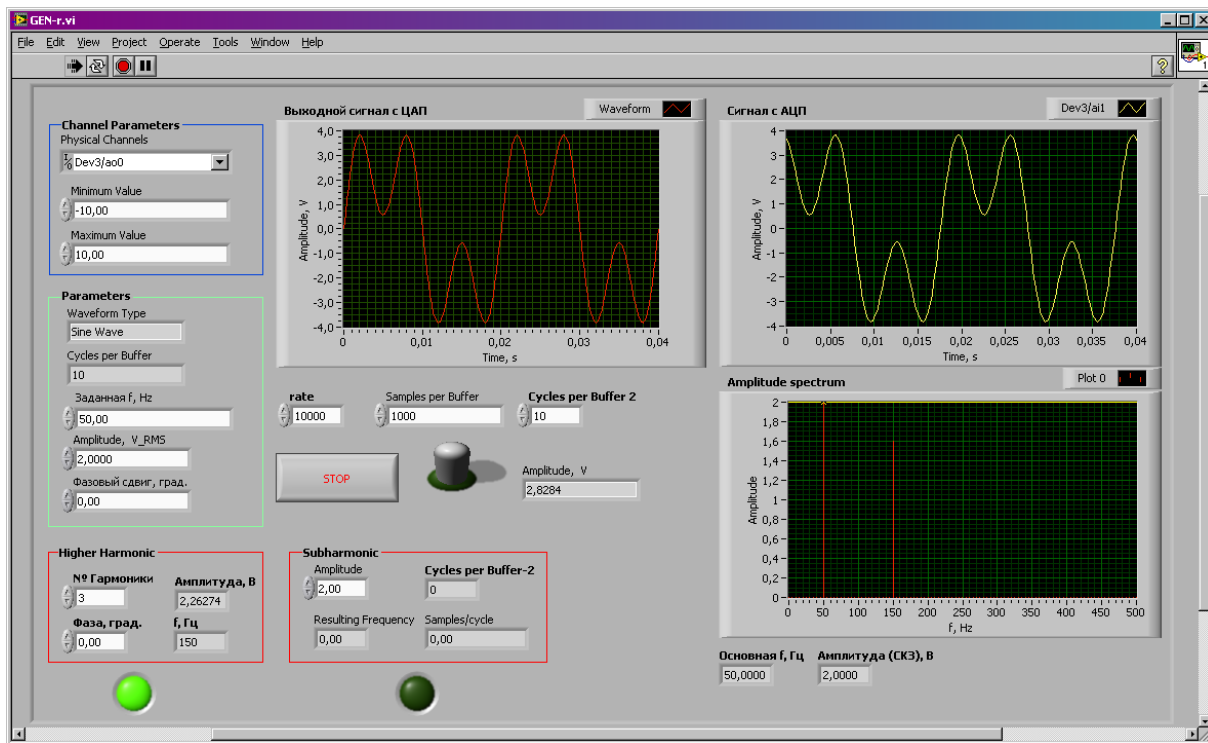 GEN-r.vi
File Edit View Project Operate Tools Window Help
1
Channel Parameters
Physical Channels
I/O Dev3/ao0
Minimum Value
-10,00
Maximum Value
10,00
Parameters
Waveform Type
Sine Wave
Cycles per Buffer
10
Заданная f, Hz
50,00
Amplitude, V_RMS
2,0000
Фазовый сдвиг, град.
0,00
Выходной сигнал с ЦАП
Waveform
Amplitude, V
4,0
3,0
2,0
1,0
0,0
-1,0
-2,0
-3,0
-4,0
0 0,01 0,02 0,03 0,04
Time, s
Сигнал с АЦП
Dev3/ai1
Amplitude, V
4
3
2
1
0
-1
-2
-3
-4
0 0,005 0,01 0,015 0,02 0,025 0,03 0,035 0,04
Time, s
rate
10000
Samples per Buffer
1000
Cycles per Buffer 2
10
STOP
Amplitude, V
2,8284
Amplitude spectrum
Plot 0
Amplitude
2
1,8
1,6
1,4
1,2
1
0,8
0,6
0,4
0,2
0
0 50 100 150 200 250 300 350 400 450 500
f, Hz
Higher Harmonic
№ Гармоники
3
Амплитуда, В
2,26274
Фаза, град.
0,00
f, Гц
150
Subharmonic
Amplitude
2,00
Cycles per Buffer-2
0
Resulting Frequency
0,00
Samples/cycle
0,00
Основная f, Гц
50,0000
Амплитуда (СКЗ), В
2,0000